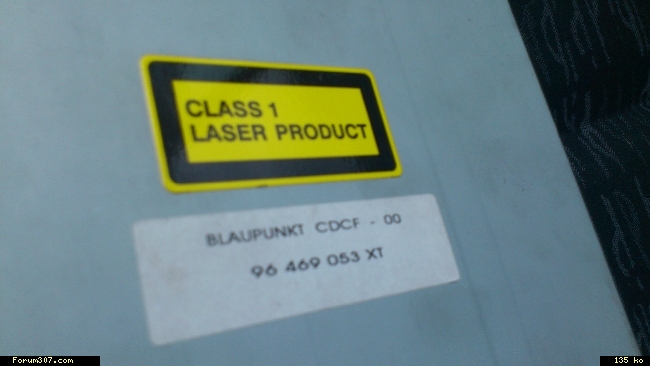 CLASS 1
LASER PRODUCT
BLAUPUNKT CDCF - 00
96 469 053 XT
Forum307.com
135 ko